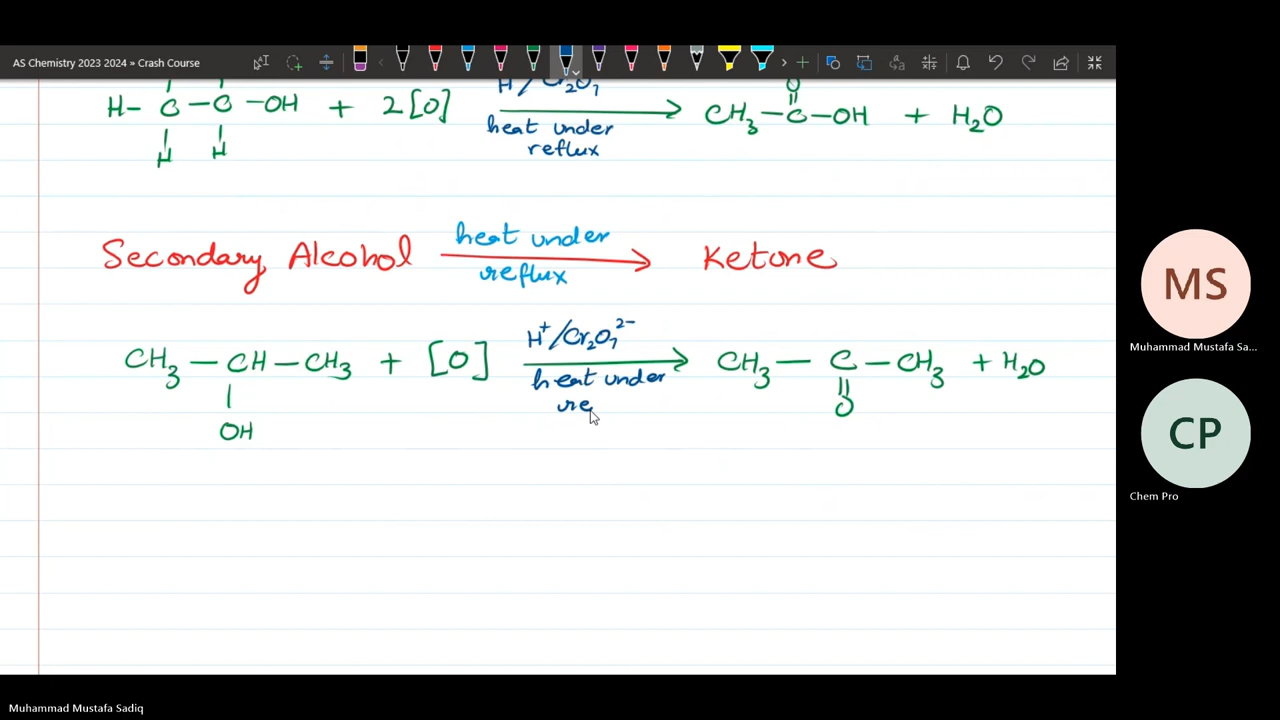 AS Chemistry 2023 2024 » Crash Course
H+/Cr₂O₇
H – C – C – OH + 2[O] → CH₃ – C – OH + H₂O
O
heat under
reflux
H H
Secondary Alcohol → Ketone
heat under
reflux
H⁺/Cr₂O₇²⁻
CH₃ – CH – CH₃ + [O] → CH₃ – C – CH₃ + H₂O
heat under
re
OH
O
MS
Muhammad Mustafa Sa...
CP
Chem Pro
Muhammad Mustafa Sadiq